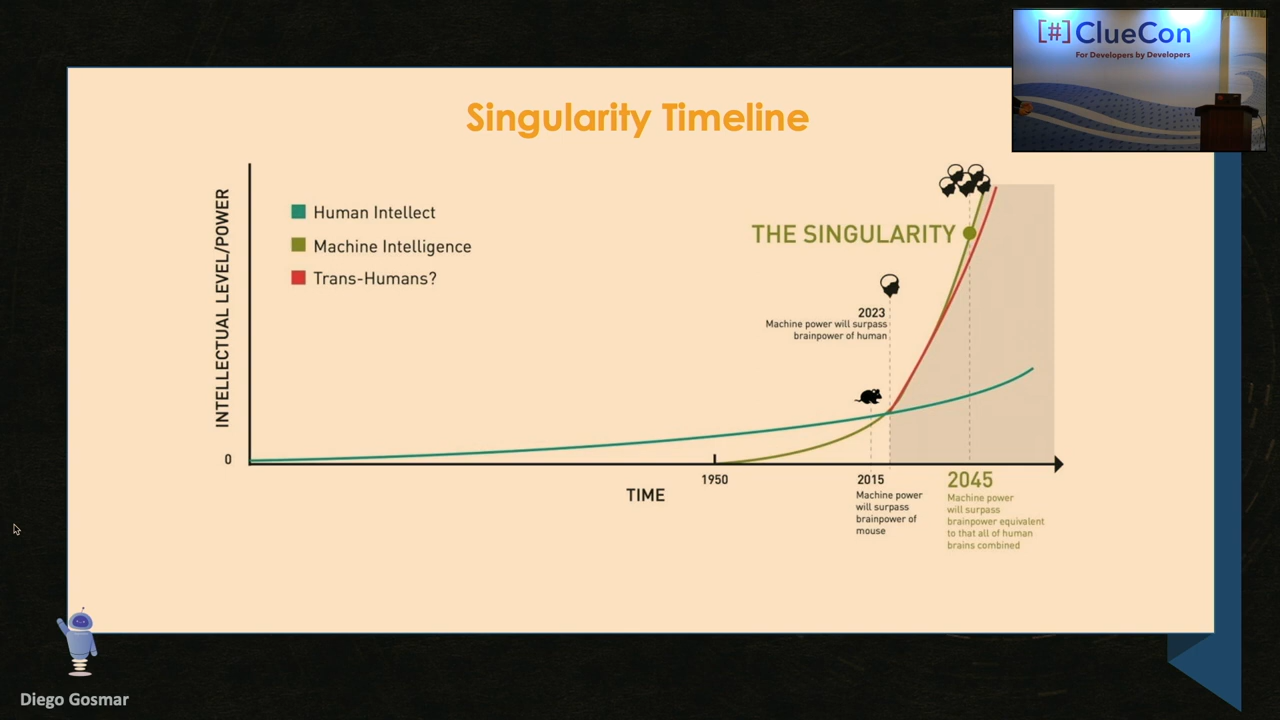 [#]ClueCon
For Developers by Developers
Singularity Timeline
INTELLECTUAL LEVEL/POWER
Human Intellect
Machine Intelligence
Trans-Humans?
THE SINGULARITY
2023
Machine power will surpass
brainpower of human
0
TIME
1950
2015
Machine power
will surpass
brainpower of
mouse
2045
Machine power
will surpass
brainpower equivalent
to that all of human
brains combined
Diego Gosmar